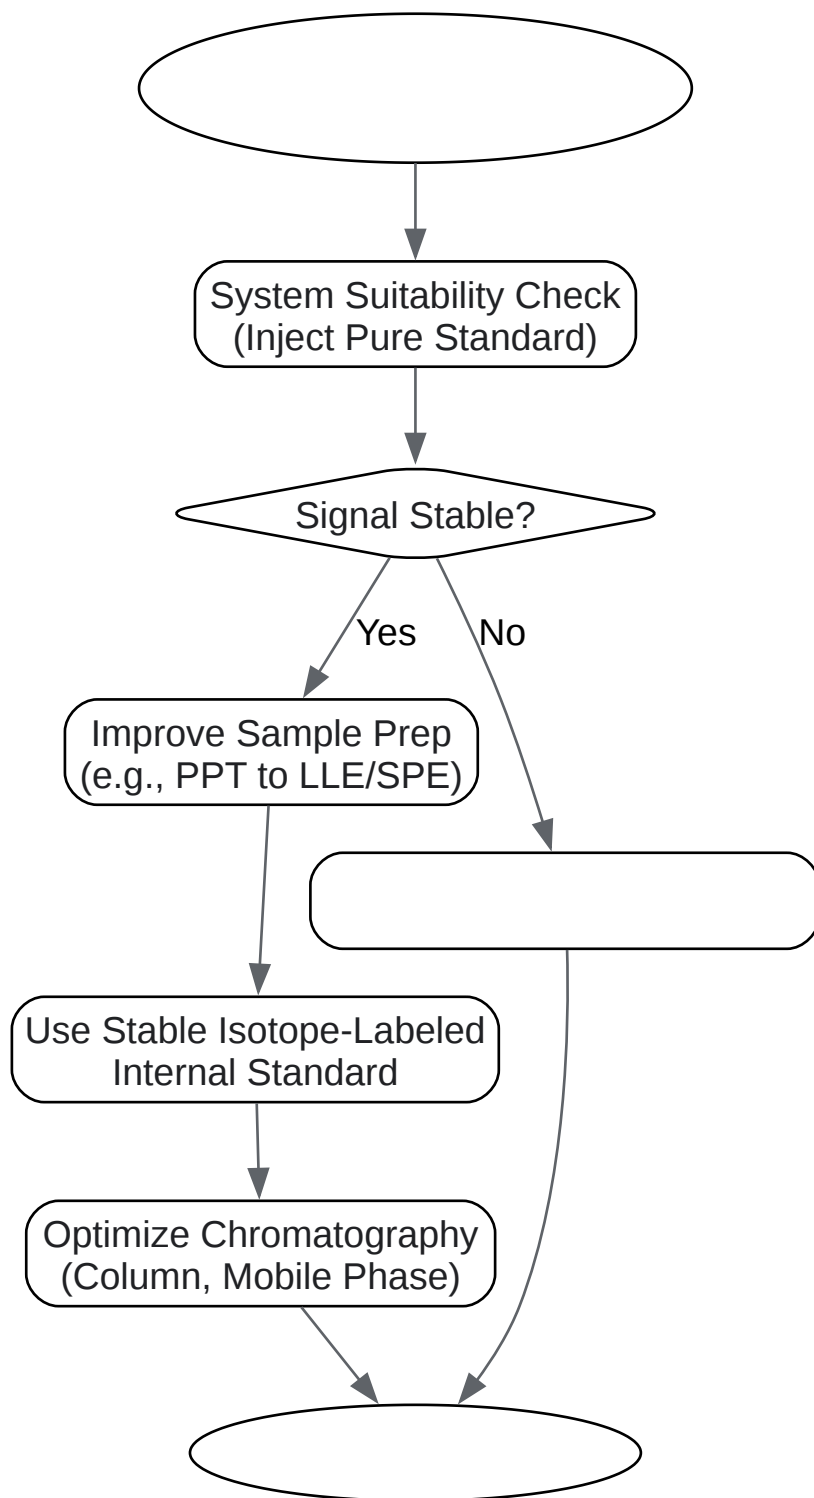 System Suitability Check
(Inject Pure Standard)
Signal Stable?
Yes
No
Improve Sample Prep
(e.g., PPT to LLE/SPE)
Use Stable Isotope-Labeled
Internal Standard
Optimize Chromatography
(Column, Mobile Phase)